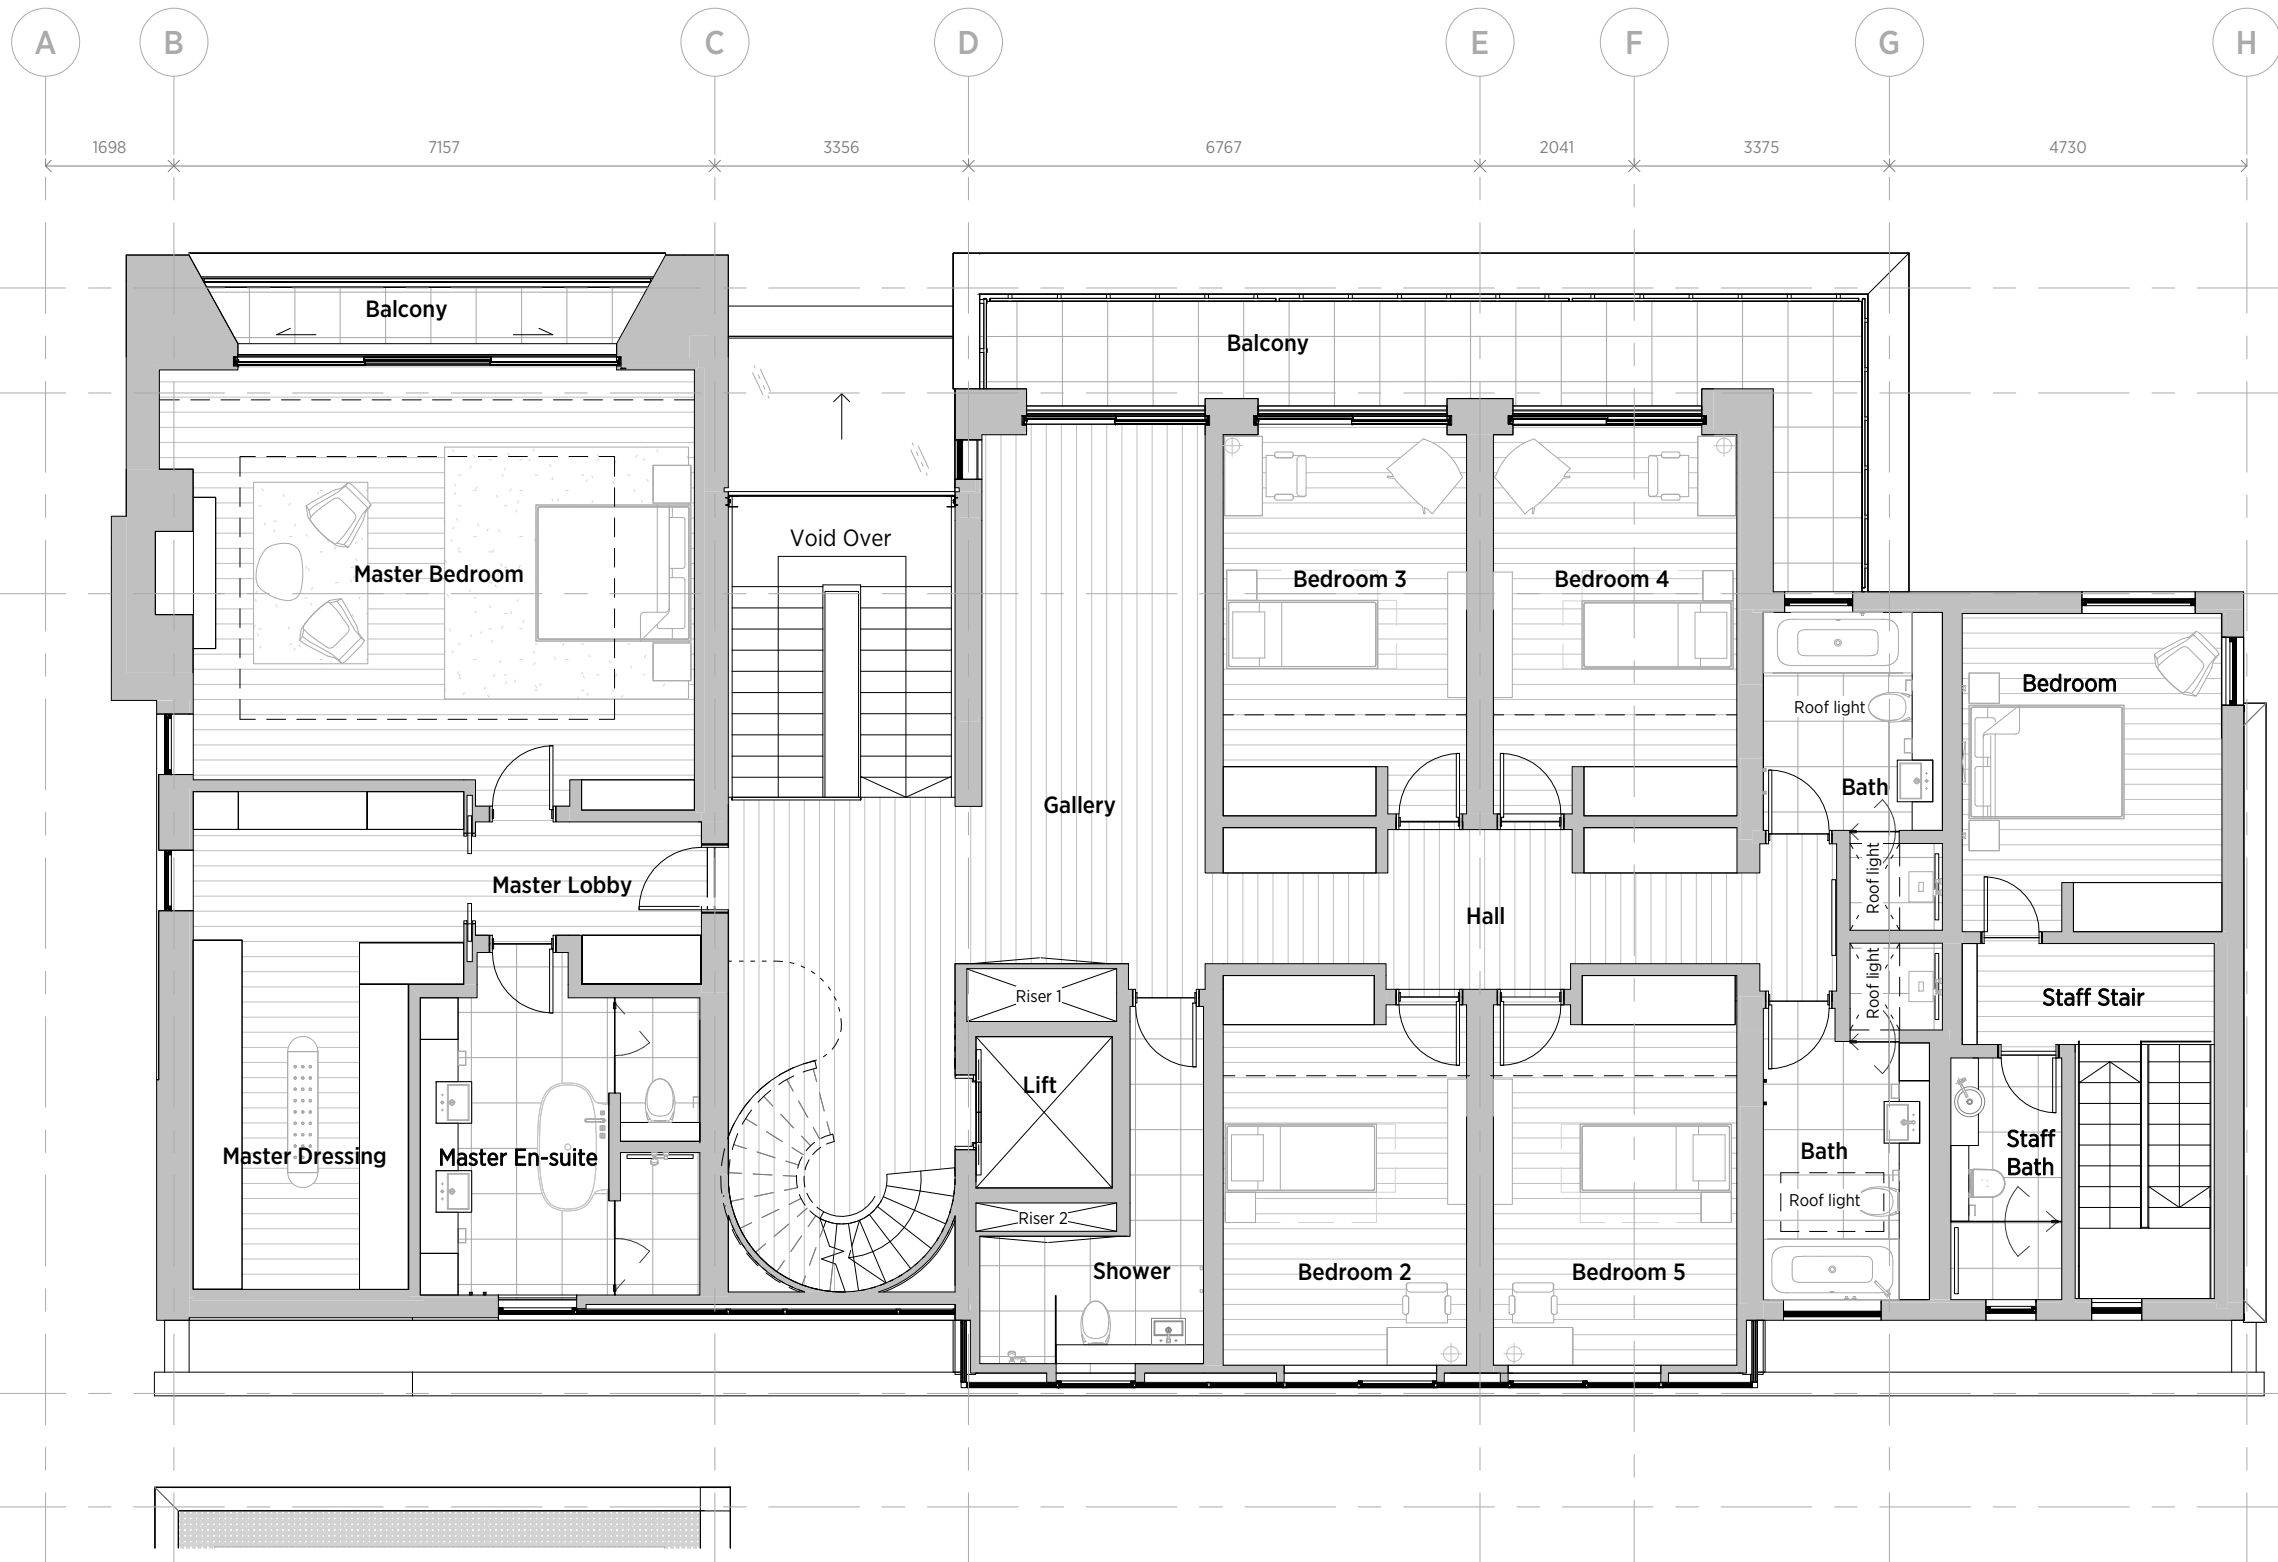 A B C D E F G H
1698 7157 3356 6767 2041 3375 4730
Balcony
Balcony
Void Over
Master Bedroom
Bedroom 3
Bedroom 4
Bedroom
Roof light
Bath
Gallery
Master Lobby
Roof light
Hall
Roof light
Riser 1
Staff Stair
Lift
Master Dressing
Master En-suite
Bath
Staff
Bath
Roof light
Riser 2
Shower
Bedroom 2
Bedroom 5